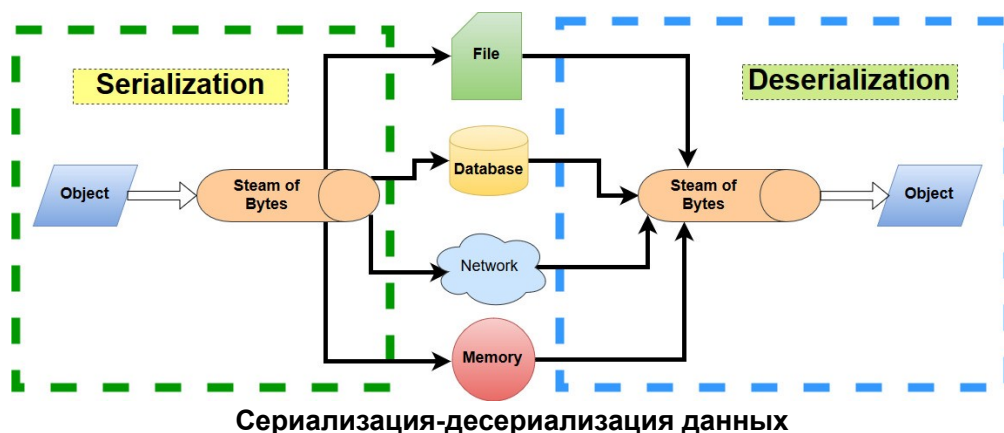 File
Serialization
Deserialization
Object
Steam of
Bytes
Database
Steam of
Bytes
Object
Network
Memory
Сериализация-десериализация данных